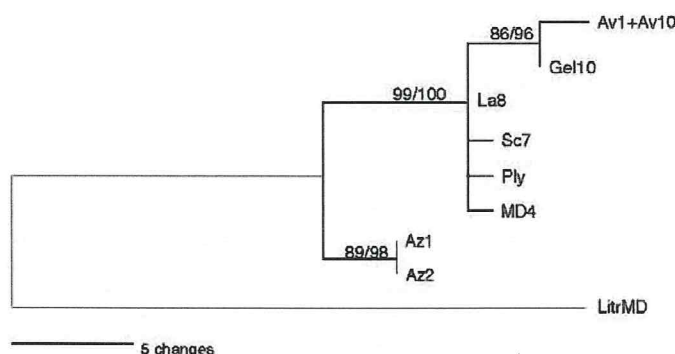 86/96
Av1+Av10
Gel10
99/100
La8
Sc7
Ply
MD4
89/98
Az1
Az2
LitrMD
5 changes